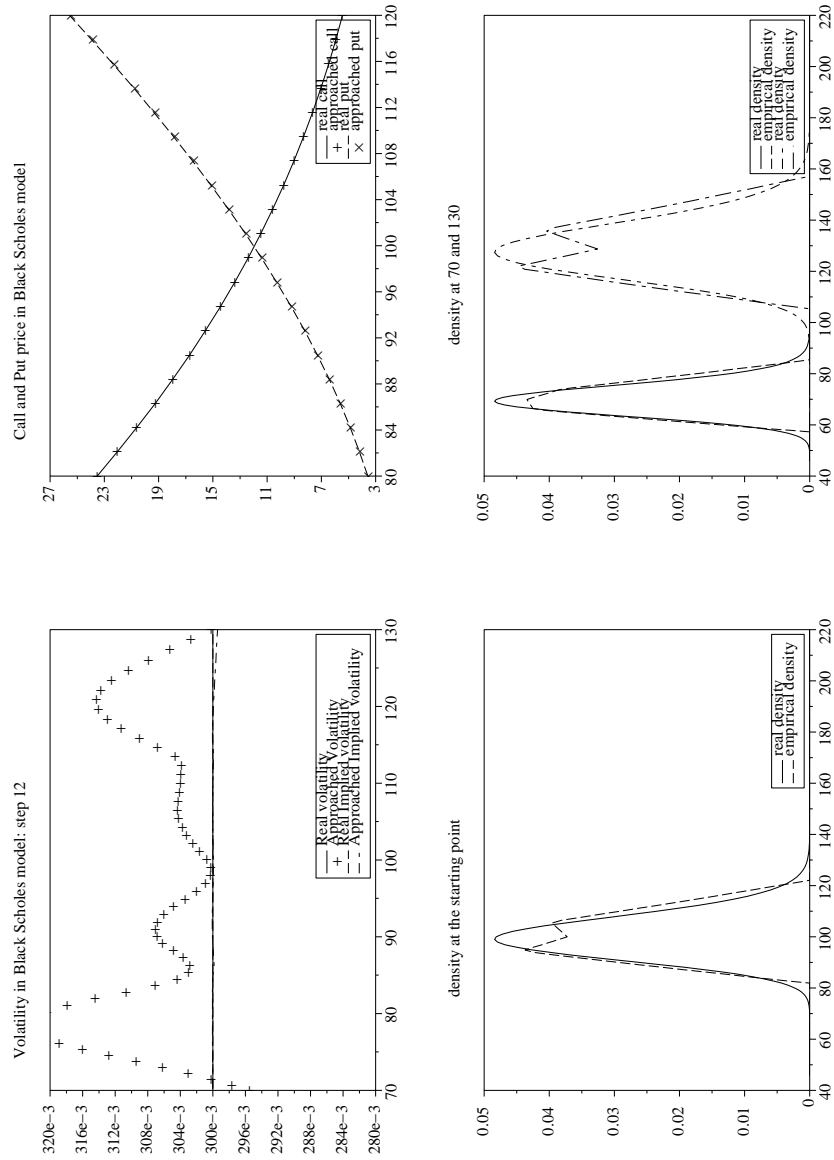 Volatility in Black Scholes model: step 12
320e−3
316e−3
312e−3
308e−3
304e−3
300e−3
296e−3
292e−3
288e−3
284e−3
280e−3
70
80
90
100
110
120
130
Real volatility
Approached Volatility
Real Implied volatility
Approached Implied volatility
Call and Put price in Black Scholes model
27
23
19
15
11
7
3
80
84
88
92
96
100
104
108
112
116
120
real call
approached call
real put
approached put
density at the starting point
0.05
0.04
0.03
0.02
0.01
0
40
60
80
100
120
140
160
180
200
220
real density
empirical density
density at 70 and 130
0.05
0.04
0.03
0.02
0.01
0
40
60
80
100
120
140
160
180
200
220
real density
empirical density
real density
empirical density